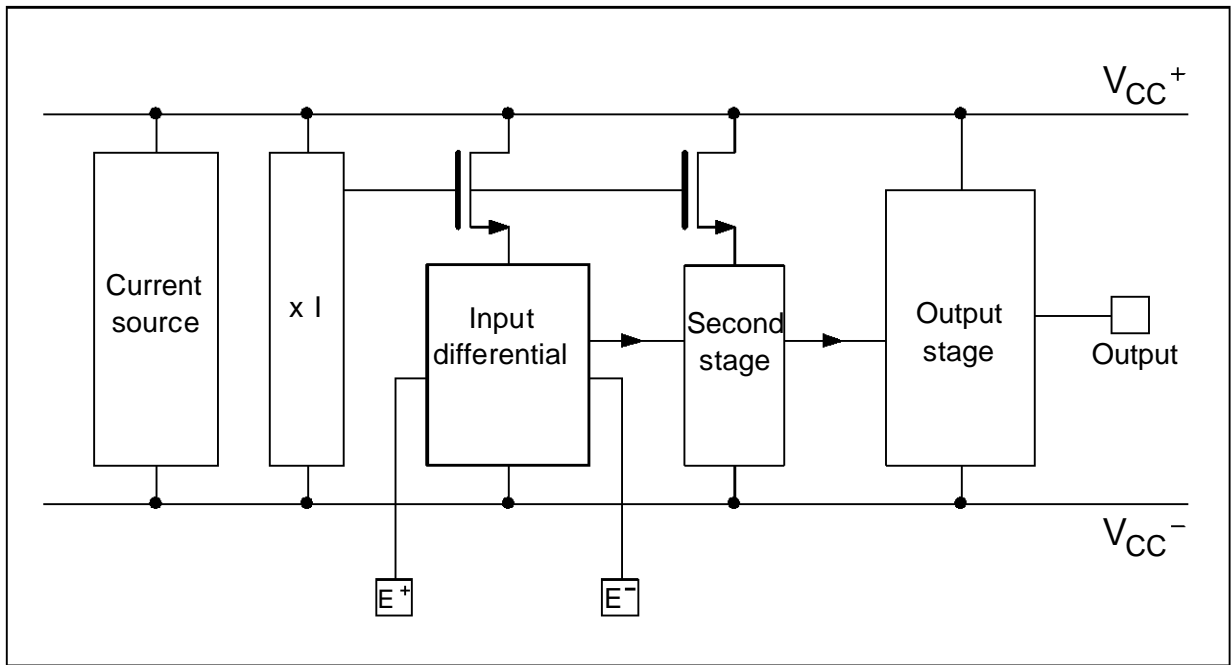 V_CC +
Current
source
x I
Input
differential
Second
stage
Output
stage
Output
V_CC −
E +
E −